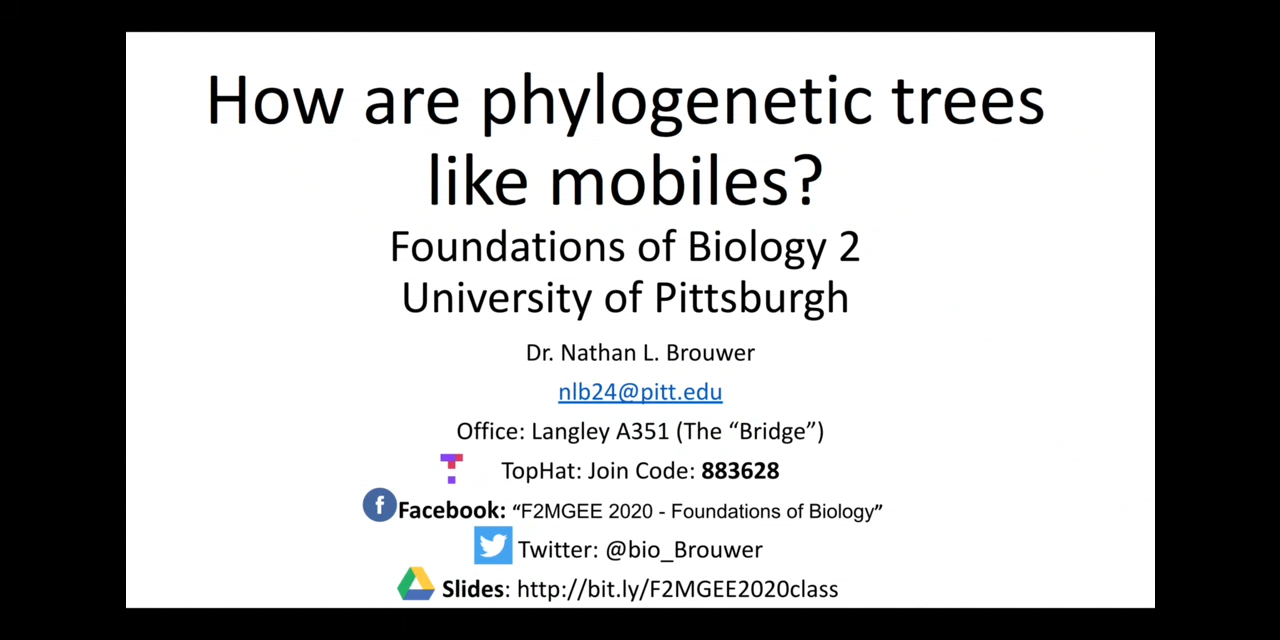 How are phylogenetic trees
like mobiles?
Foundations of Biology 2
University of Pittsburgh
Dr. Nathan L. Brouwer
nlb24@pitt.edu
Office: Langley A351 (The “Bridge”)
TopHat: Join Code: 883628
Facebook: “F2MGEE 2020 - Foundations of Biology”
Twitter: @bio_Brouwer
Slides: http://bit.ly/F2MGEE2020class